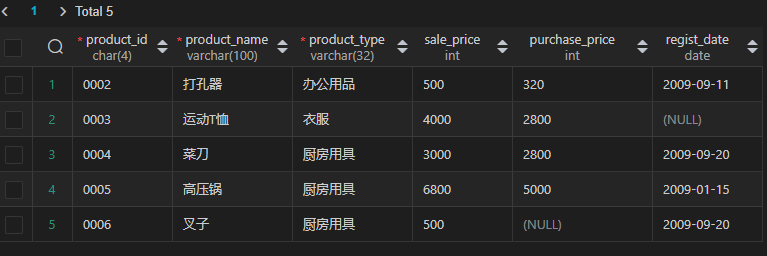 1 Total 5
* product_id * product_name * product_type sale_price purchase_price regist_date
char(4) varchar(100) varchar(32) int int date
1 0002 打孔器 办公用品 500 320 2009-09-11
2 0003 运动T恤 衣服 4000 2800 (NULL)
3 0004 菜刀 厨房用具 3000 2800 2009-09-20
4 0005 高压锅 厨房用具 6800 5000 2009-01-15
5 0006 叉子 厨房用具 500 (NULL) 2009-09-20